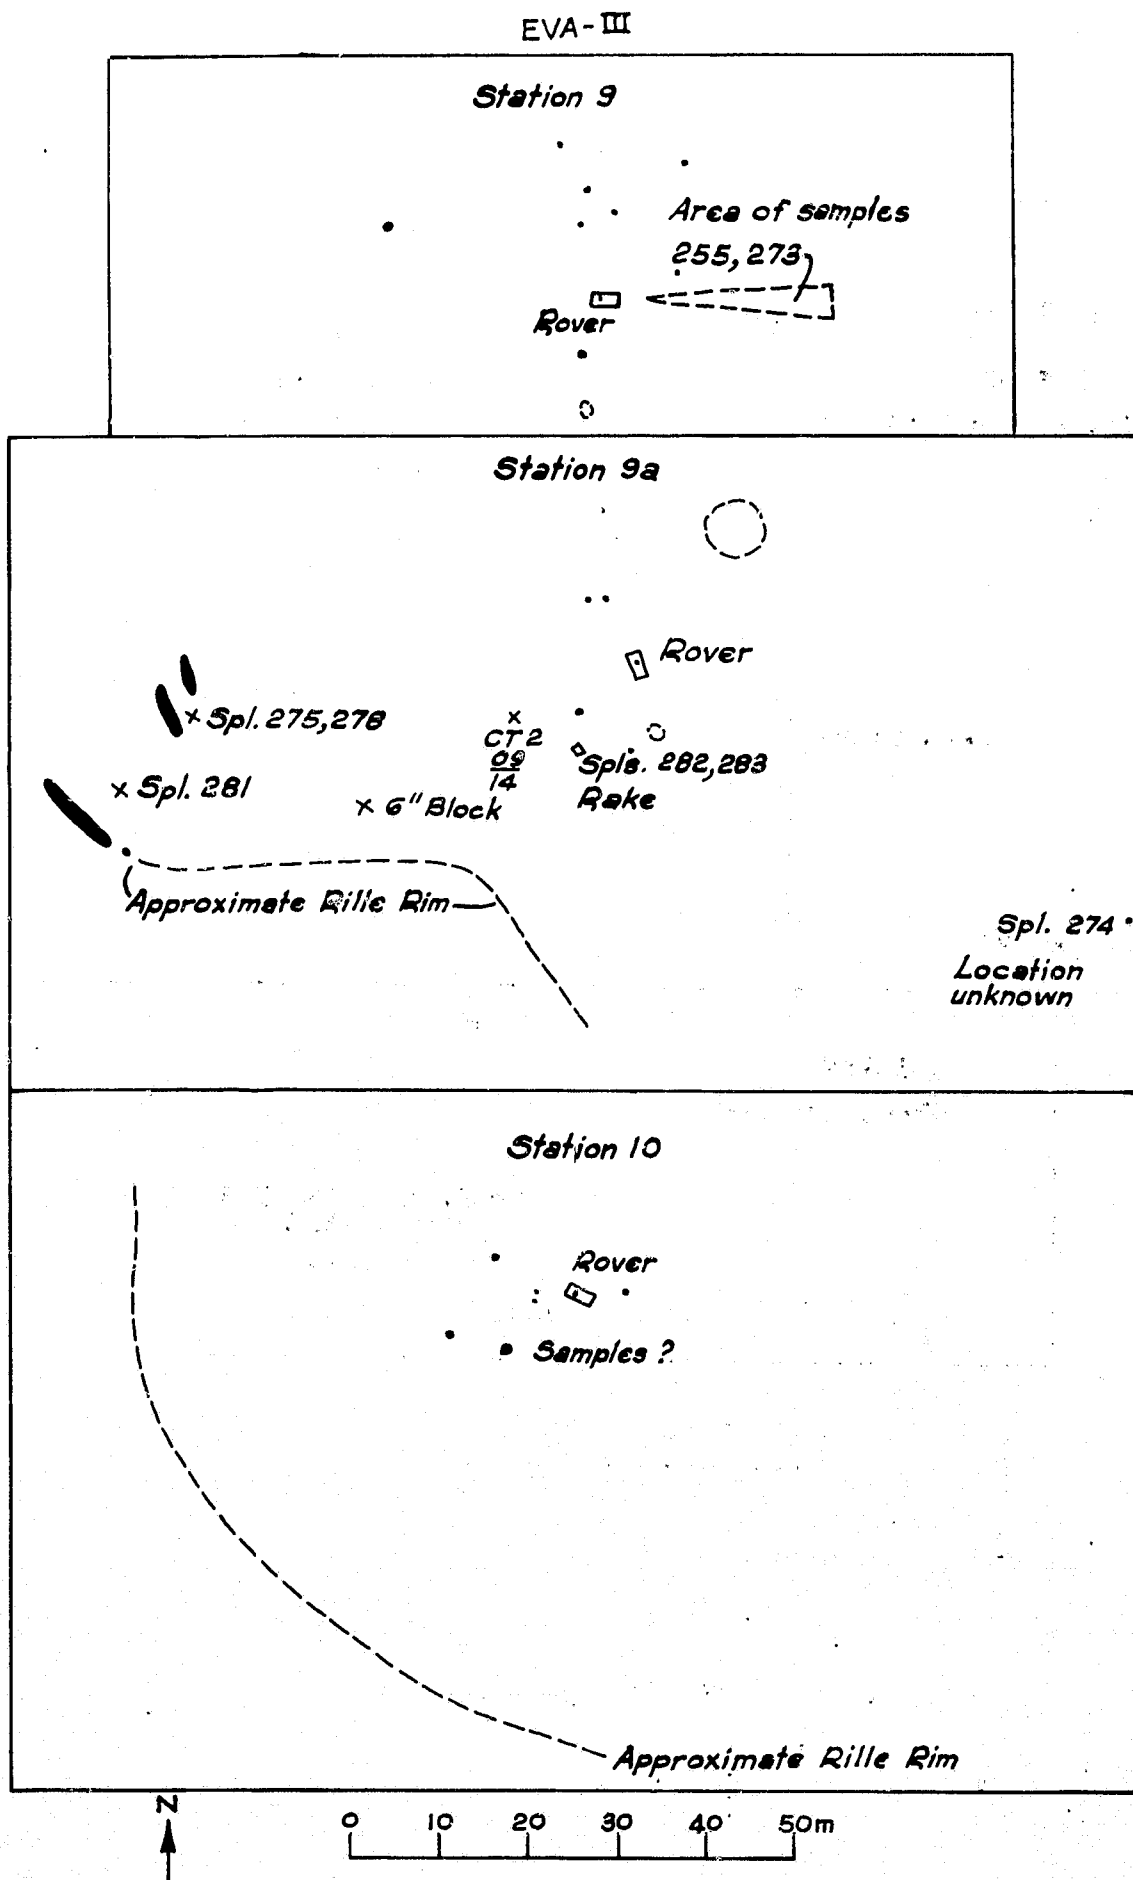 EVA-III
Station 9
Area of samples
255, 273
Rover
Station 9a
Rover
Spl. 275, 278
CT 2
09
14
Spls. 282, 283
Rake
Spl. 281
6" Block
Approximate Rille Rim
Spl. 274
Location
unknown
Station 10
Rover
Samples ?
Approximate Rille Rim
N
0 10 20 30 40 50m